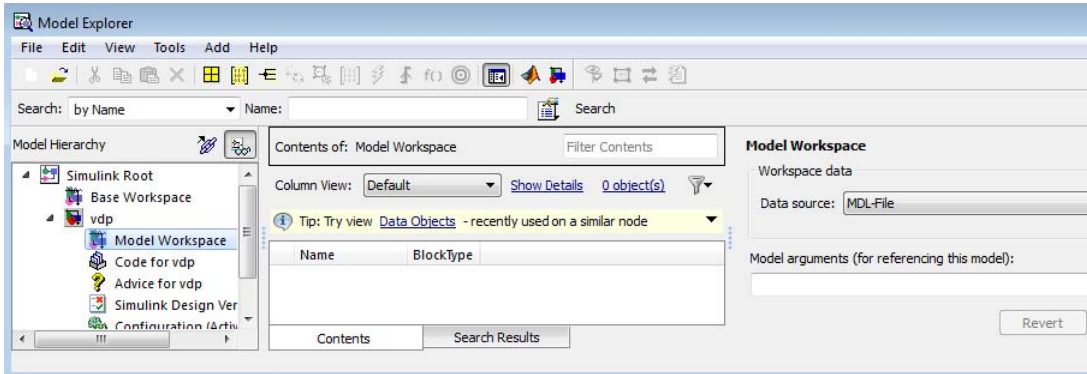 Model Explorer
File Edit View Tools Add Help
Search: by Name Name: Search
Model Hierarchy
Simulink Root
Base Workspace
vdp
Model Workspace
Code for vdp
Advice for vdp
Simulink Design Ver
Configuration (Activ
Contents of: Model Workspace Filter Contents
Column View: Default Show Details 0 object(s)
Tip: Try view Data Objects - recently used on a similar node
Name BlockType
Contents Search Results
Model Workspace
Workspace data
Data source: MDL-File
Model arguments (for referencing this model):
Revert